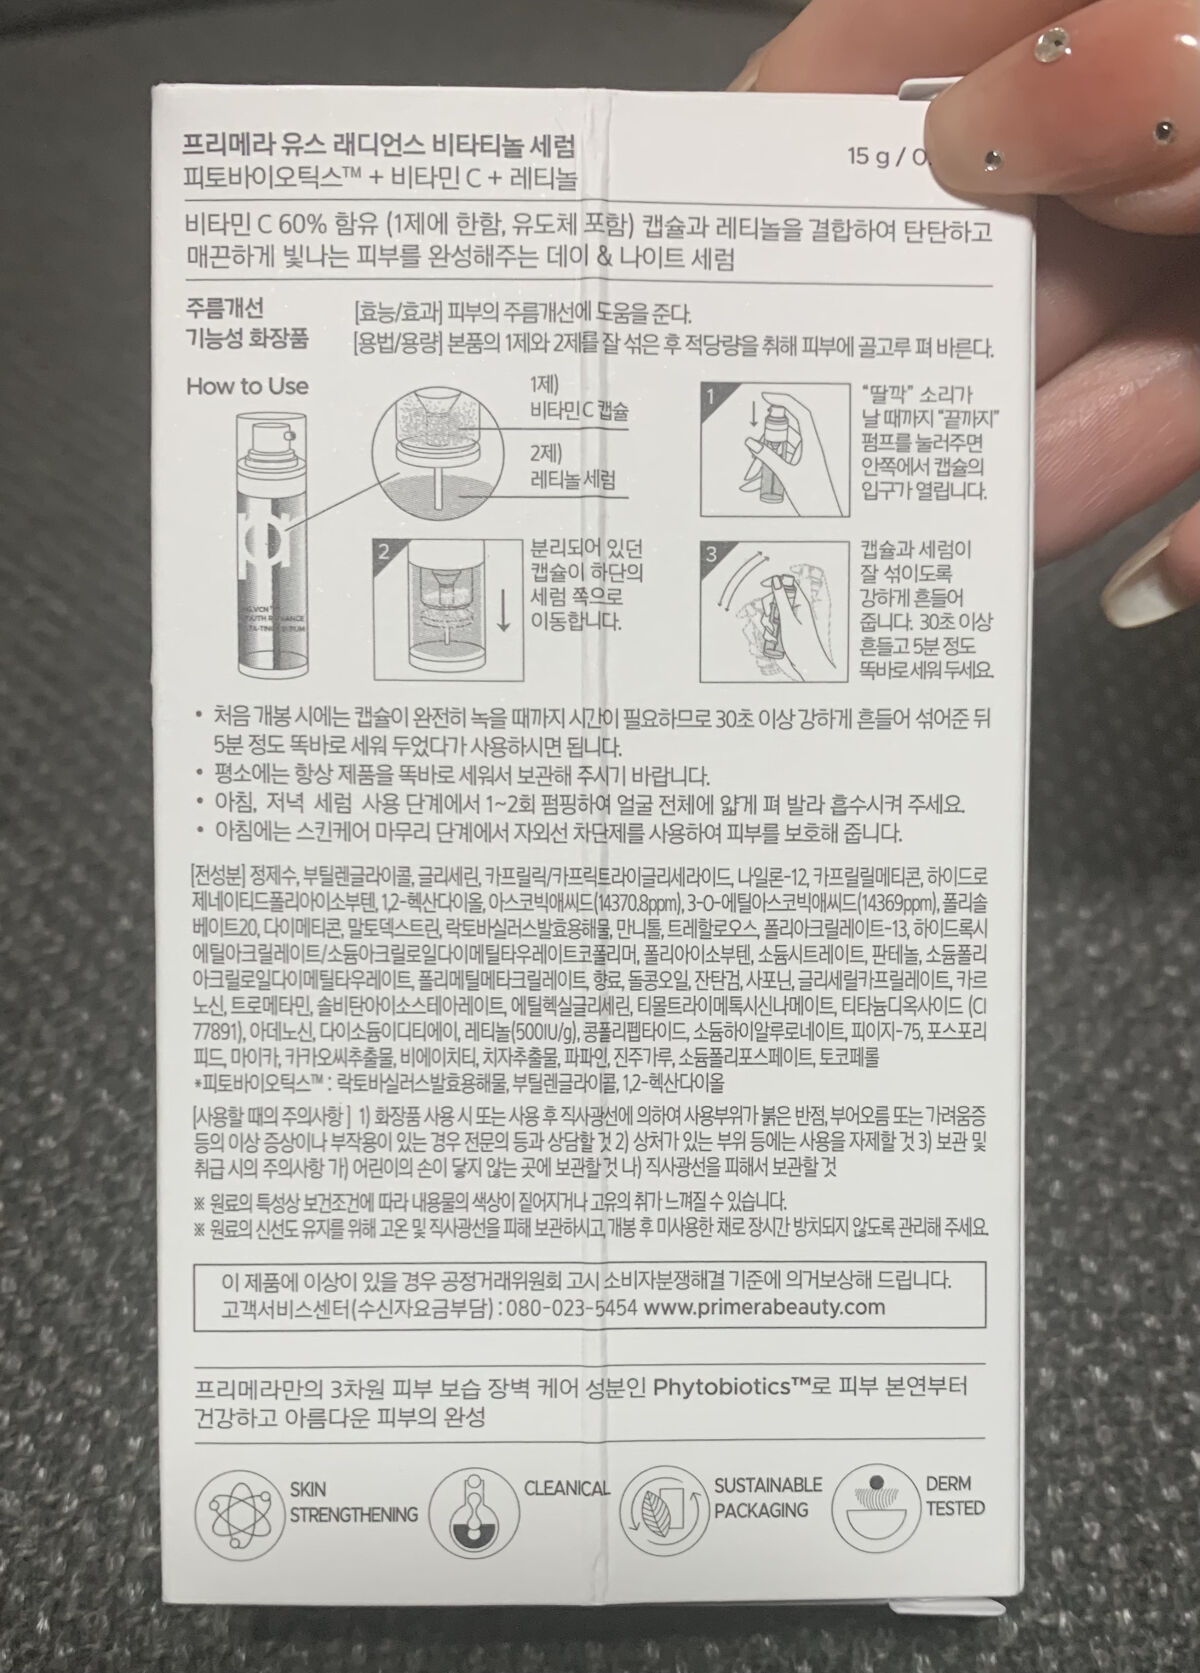 프리메라 유스 래디언스 비타티놀 세럼
15 g / 0.
피토바이오틱스™ + 비타민 C + 레티놀
비타민 C 60% 함유 (1제에 한함, 유도체 포함) 캡슐과 레티놀을 결합하여 탄탄하고
매끈하게 빛나는 피부를 완성해주는 데이 & 나이트 세럼
주름개선
기능성 화장품
[효능/효과] 피부의 주름개선에 도움을 준다.
[용법/용량] 본품의 1제와 2제를 잘 섞은 후 적당량을 취해 피부에 골고루 펴 바른다.
How to Use
1제)
비타민C 캡슐
2제)
레티놀 세럼
1
“딸깍” 소리가
날 때까지 “끝까지”
펌프를 눌러주면
안쪽에서 캡슐의
입구가 열립니다.
2
분리되어 있던
캡슐이 하단의
세럼 쪽으로
이동합니다.
3
캡슐과 세럼이
잘 섞이도록
강하게 흔들어
줍니다. 30초 이상
흔들고 5분 정도
똑바로 세워 두세요.
• 처음 개봉 시에는 캡슐이 완전히 녹을 때까지 시간이 필요하므로 30초 이상 강하게 흔들어 섞어준 뒤
5분 정도 똑바로 세워 두었다가 사용하시면 됩니다.
• 평소에는 항상 제품을 똑바로 세워서 보관해 주시기 바랍니다.
• 아침, 저녁 세럼 사용 단계에서 1~2회 펌핑하여 얼굴 전체에 얇게 펴 발라 흡수시켜 주세요.
• 아침에는 스킨케어 마무리 단계에서 자외선 차단제를 사용하여 피부를 보호해 줍니다.
[전성분] 정제수, 부틸렌글라이콜, 글리세린, 카프릴릭/카프릭트라이글리세라이드, 나일론-12, 카프릴릴메티콘, 하이드로
제네이티드폴리아이소부텐, 1,2-헥산다이올, 아스코빅애씨드(14370.8ppm), 3-O-에틸아스코빅애씨드(14369ppm), 폴리솔
베이트20, 다이메티콘, 말토덱스트린, 락토바실러스발효용해물, 만니톨, 트레할로오스, 폴리아크릴레이트-13, 하이드록시
에틸아크릴레이트/소듐아크릴로일다이메틸타우레이트코폴리머, 폴리아이소부텐, 소듐시트레이트, 판테놀, 소듐폴리
아크릴로일다이메틸타우레이트, 폴리메틸메타크릴레이트, 향료, 돌콩오일, 잔탄검, 사포닌, 글리세릴카프릴레이트, 카르
노신, 트로메타민, 솔비탄아이소스테아레이트, 에틸헥실글리세린, 티몰트라이메톡시신나메이트, 티타늄디옥사이드 (CI
77891), 아데노신, 다이소듐이디티에이, 레티놀(500IU/g), 콩폴리펩타이드, 소듐하이알루로네이트, 피이지-75, 포스포리
피드, 마이카, 카카오씨추출물, 비에이치티, 치자추출물, 파파인, 진주가루, 소듐폴리포스페이트, 토코페롤
*피토바이오틱스™ : 락토바실러스발효용해물, 부틸렌글라이콜, 1,2-헥산다이올
[사용할 때의 주의사항 ] 1) 화장품 사용 시 또는 사용 후 직사광선에 의하여 사용부위가 붉은 반점, 부어오름 또는 가려움증
등의 이상 증상이나 부작용이 있는 경우 전문의 등과 상담할 것 2) 상처가 있는 부위 등에는 사용을 자제할 것 3) 보관 및
취급 시의 주의사항 가) 어린이의 손이 닿지 않는 곳에 보관할 것 나) 직사광선을 피해서 보관할 것
※ 원료의 특성상 보건조건에 따라 내용물의 색상이 짙어지거나 고유의 취가 느껴질 수 있습니다.
※ 원료의 신선도 유지를 위해 고온 및 직사광선을 피해 보관하시고, 개봉 후 미사용한 채로 장시간 방치되지 않도록 관리해 주세요.
이 제품에 이상이 있을 경우 공정거래위원회 고시 소비자분쟁해결 기준에 의거보상해 드립니다.
고객서비스센터(수신자요금부담) : 080-023-5454 www.primerabeauty.com
프리메라만의 3차원 피부 보습 장벽 케어 성분인 Phytobiotics™로 피부 본연부터
건강하고 아름다운 피부의 완성
SKIN
STRENGTHENING
CLEANICAL
SUSTAINABLE
PACKAGING
DERM
TESTED